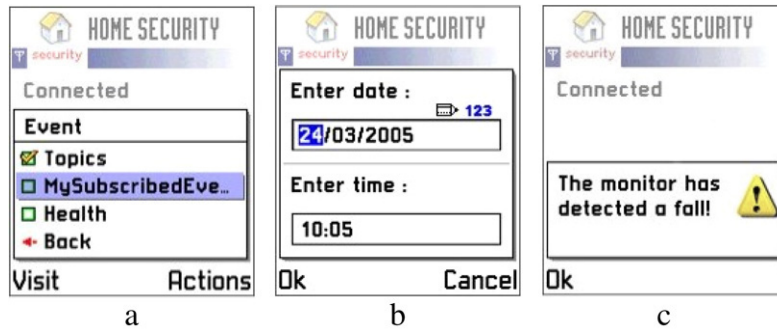 HOME SECURITY
security
Connected
Event
Topics
MySubscribedEve…
Health
Back
Visit Actions
a
HOME SECURITY
security
Enter date :
123
24/03/2005
Enter time :
10:05
Ok Cancel
b
HOME SECURITY
security
Connected
The monitor has
detected a fall!
Ok
c